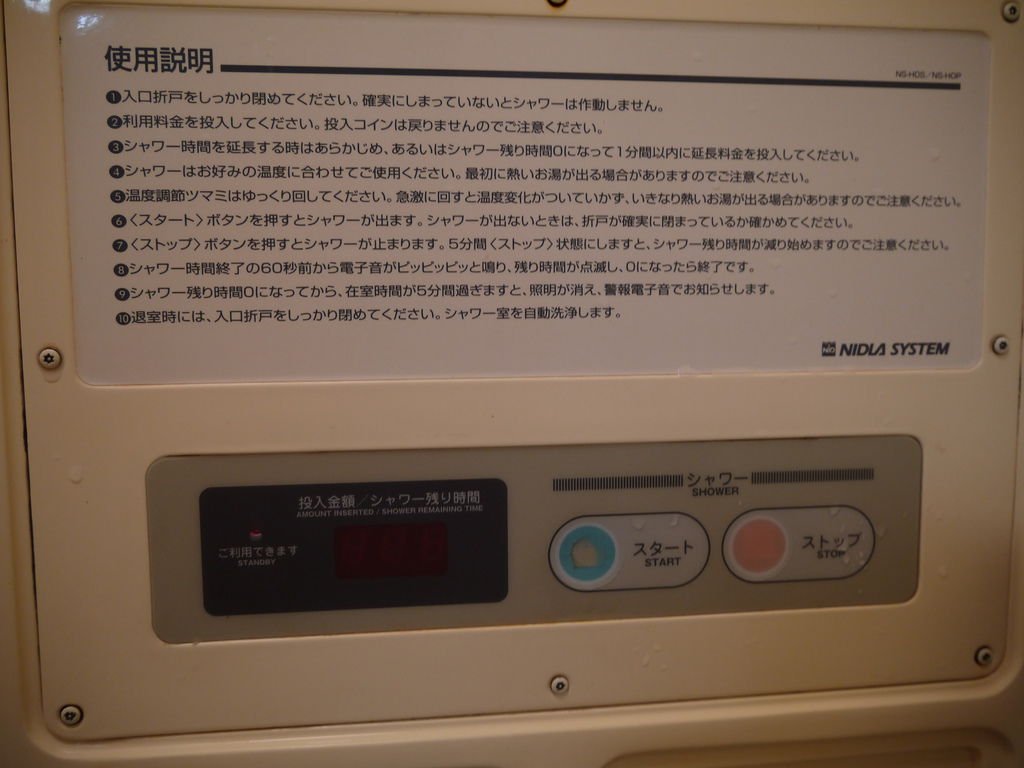 使用説明
NS-HDS／NS-HDP
❶入口折戸をしっかり閉めてください。確実にしまっていないとシャワーは作動しません。
❷利用料金を投入してください。投入コインは戻りませんのでご注意ください。
❸シャワー時間を延長する時はあらかじめ、あるいはシャワー残り時間0になって1分間以内に延長料金を投入してください。
❹シャワーはお好みの温度に合わせてご使用ください。最初に熱いお湯が出る場合がありますのでご注意ください。
❺温度調節ツマミはゆっくり回してください。急激に回すと温度変化がついていかず、いきなり熱いお湯が出る場合がありますのでご注意ください。
❻〈スタート〉ボタンを押すとシャワーが出ます。シャワーが出ないときは、折戸が確実に閉まっているか確かめてください。
❼〈ストップ〉ボタンを押すとシャワーが止まります。5分間〈ストップ〉状態にしますと、シャワー残り時間が減り始めますのでご注意ください。
❽シャワー時間終了の60秒前から電子音がピッピッピッと鳴り、残り時間が点滅し、0になったら終了です。
❾シャワー残り時間0になってから、在室時間が5分間過ぎますと、照明が消え、警報電子音でお知らせします。
❿退室時には、入口折戸をしっかり閉めてください。シャワー室を自動洗浄します。
NIDLA SYSTEM
投入金額／シャワー残り時間
AMOUNT INSERTED / SHOWER REMAINING TIME
ご利用できます
STANDBY
シャワー
SHOWER
スタート
START
ストップ
STOP